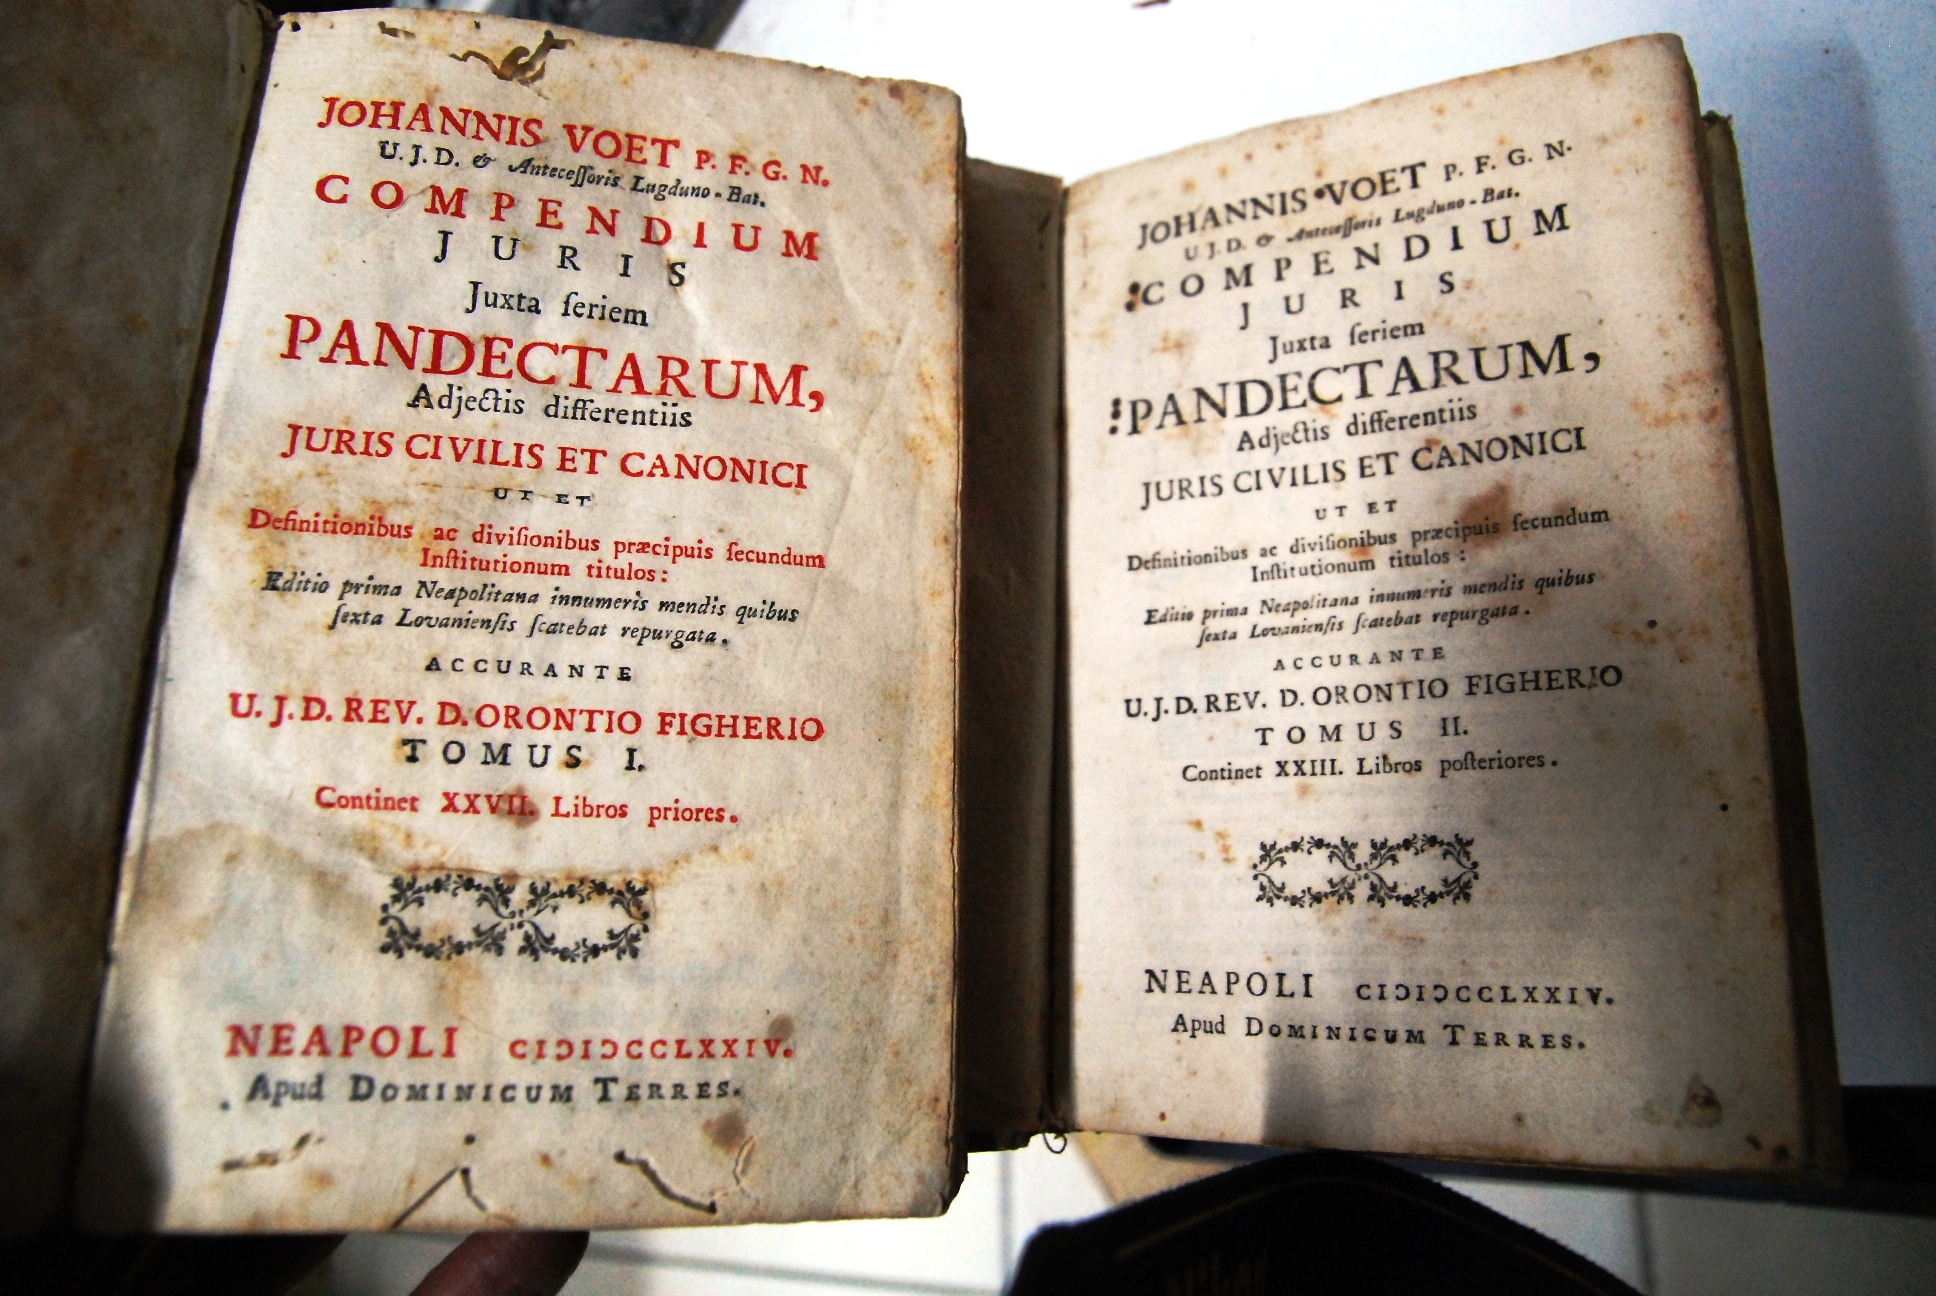 JOHANNIS VOET P. F. G. N.
U. J. D. & Anteceſſoris Lugduno-Bat.
COMPENDIUM
JURIS
Juxta ſeriem
PANDECTARUM,
Adjectis differentiis
JURIS CIVILIS ET CANONICI
UT ET
Definitionibus ac diviſionibus præcipuis ſecundum
Inſtitutionum titulos :
Editio prima Neapolitana innumeris mendis quibus
ſexta Lovanienſis ſcatebat repurgata .
ACCURANTE
U. J. D. REV. D. ORONTIO FIGHERIO
TOMUS I.
Continet XXVII. Libros priores.
NEAPOLI CIƆIƆCCLXXIV.
Apud DOMINICUM TERRES.
JOHANNIS VOET P. F. G. N.
U. J. D. & Anteceſſoris Lugduno-Bat.
COMPENDIUM
JURIS
Juxta ſeriem
PANDECTARUM,
Adjectis differentiis
JURIS CIVILIS ET CANONICI
UT ET
Definitionibus ac diviſionibus præcipuis ſecundum
Inſtitutionum titulos :
Editio prima Neapolitana innumeris mendis quibus
ſexta Lovanienſis ſcatebat repurgata .
ACCURANTE
U. J. D. REV. D. ORONTIO FIGHERIO
TOMUS II.
Continet XXIII. Libros poſteriores .
NEAPOLI CIƆIƆCCLXXIV.
Apud DOMINICUM TERRES.